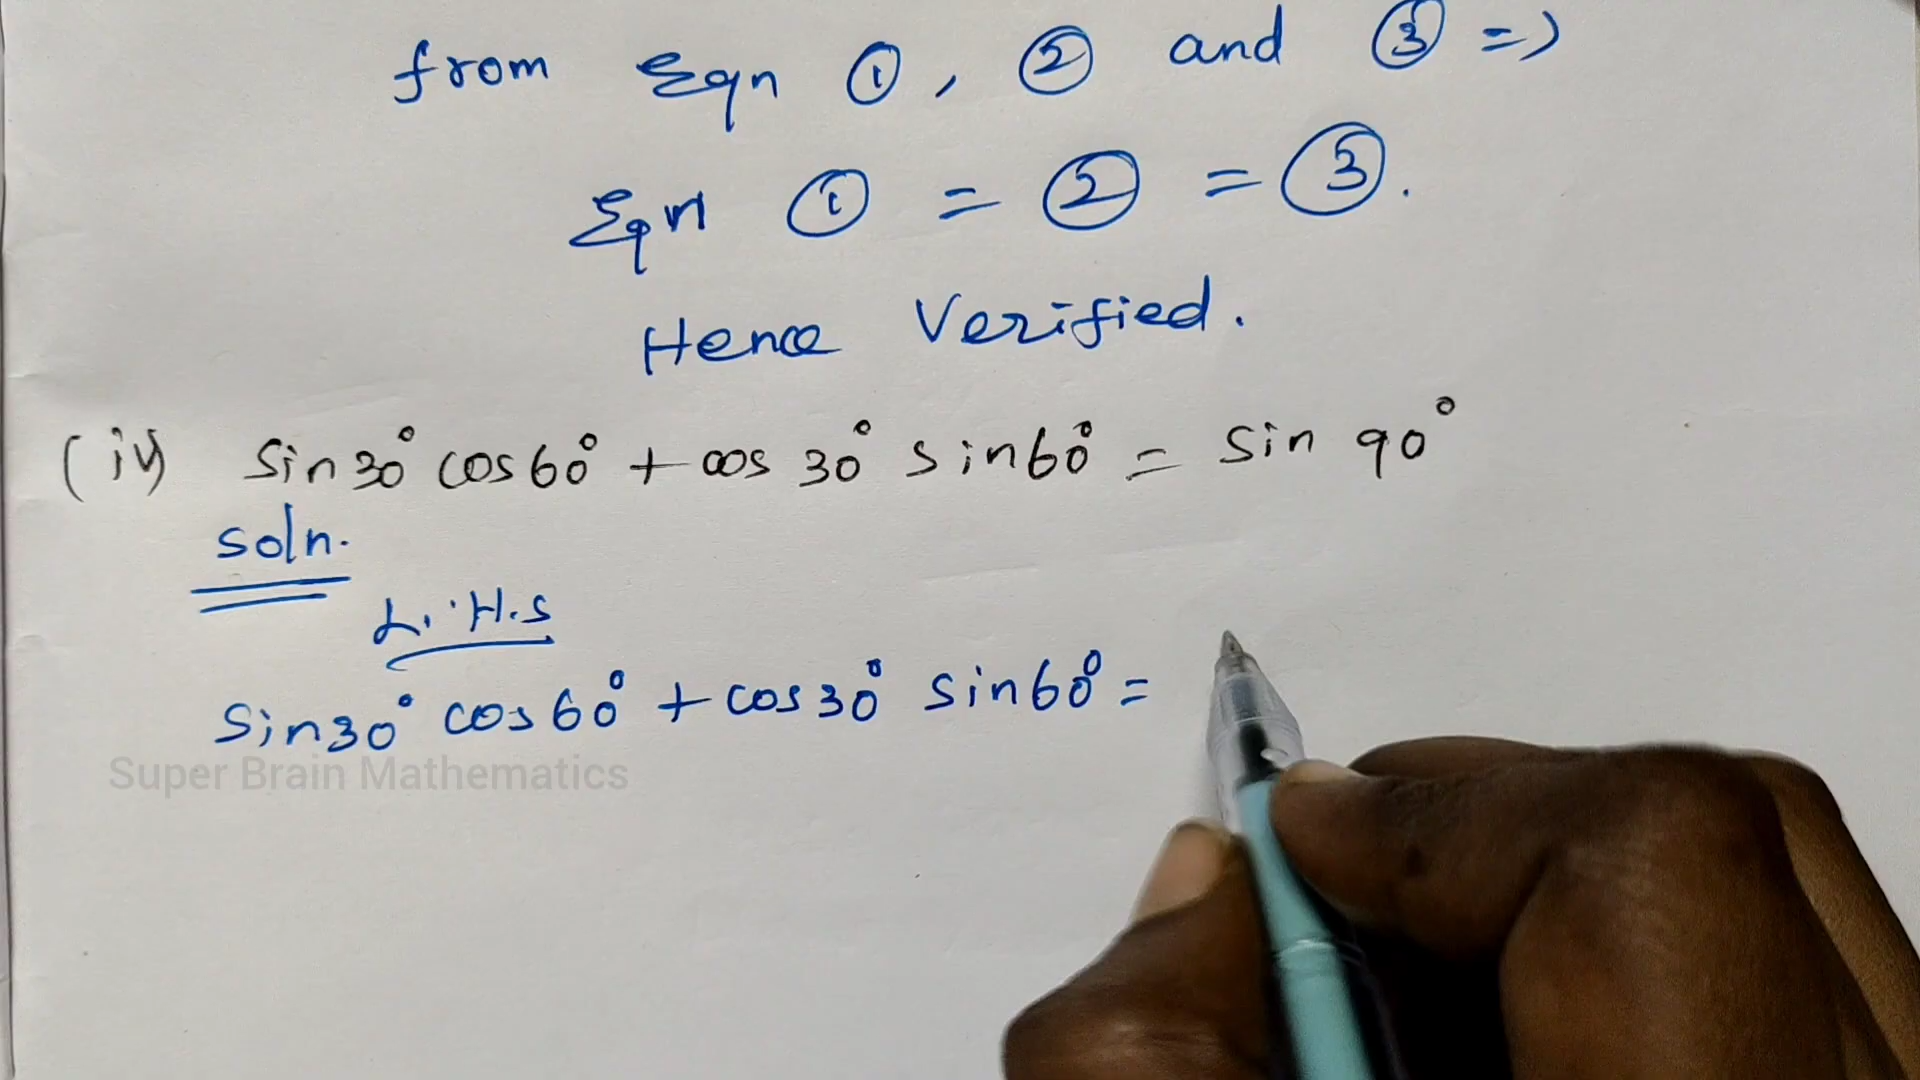 from Eqn ①, ② and ③ =>
Eqn ① = ② = ③.
Hence Verified.
(iv) sin30° cos60° + cos 30° sin60° = sin 90°
Soln.
L.H.S
Sin30° cos60° + cos30° sin60° =
Super Brain Mathematics